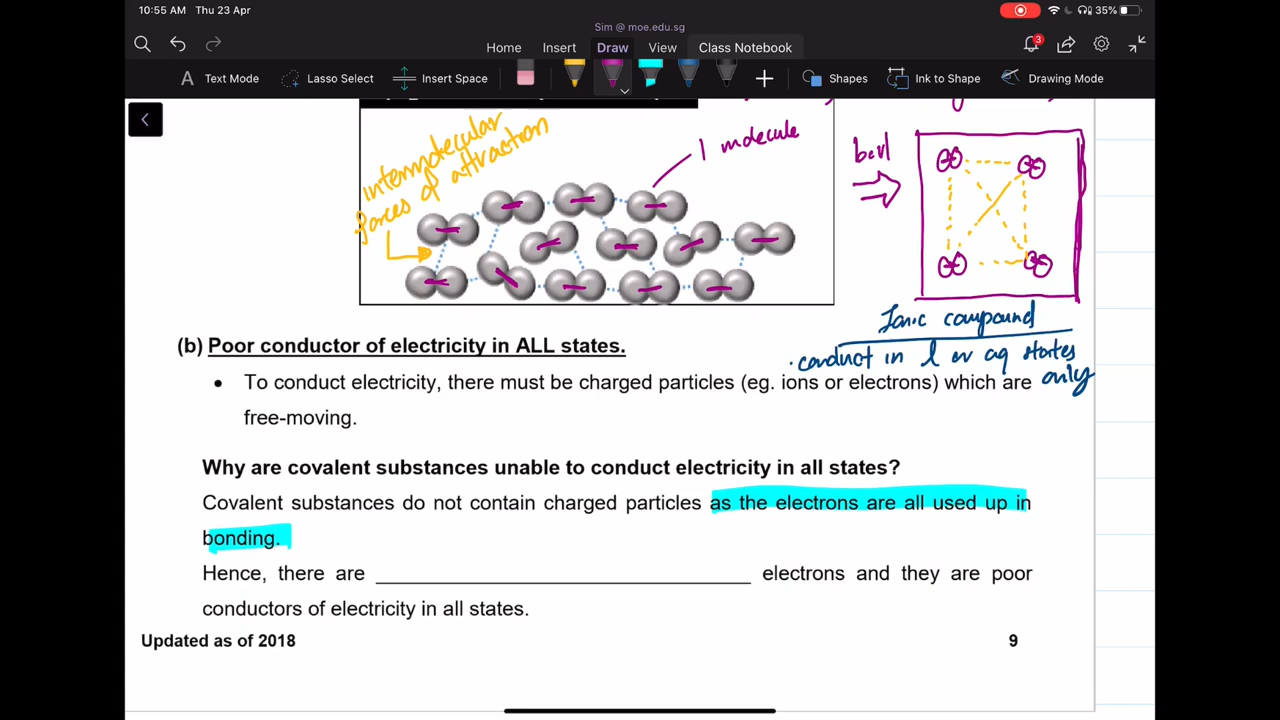 10:55 AM Thu 23 Apr
35%
Sim @ moe.edu.sg
Home Insert Draw View Class Notebook
3
A Text Mode Lasso Select Insert Space Shapes Ink to Shape Drawing Mode
intermolecular
forces of attraction
1 molecule
boil
Ionic compound
(b) Poor conductor of electricity in ALL states.
. conduct in l or aq states
only
• To conduct electricity, there must be charged particles (eg. ions or electrons) which are
free-moving.
Why are covalent substances unable to conduct electricity in all states?
Covalent substances do not contain charged particles as the electrons are all used up in
bonding.
Hence, there are ______________________________ electrons and they are poor
conductors of electricity in all states.
Updated as of 2018 9